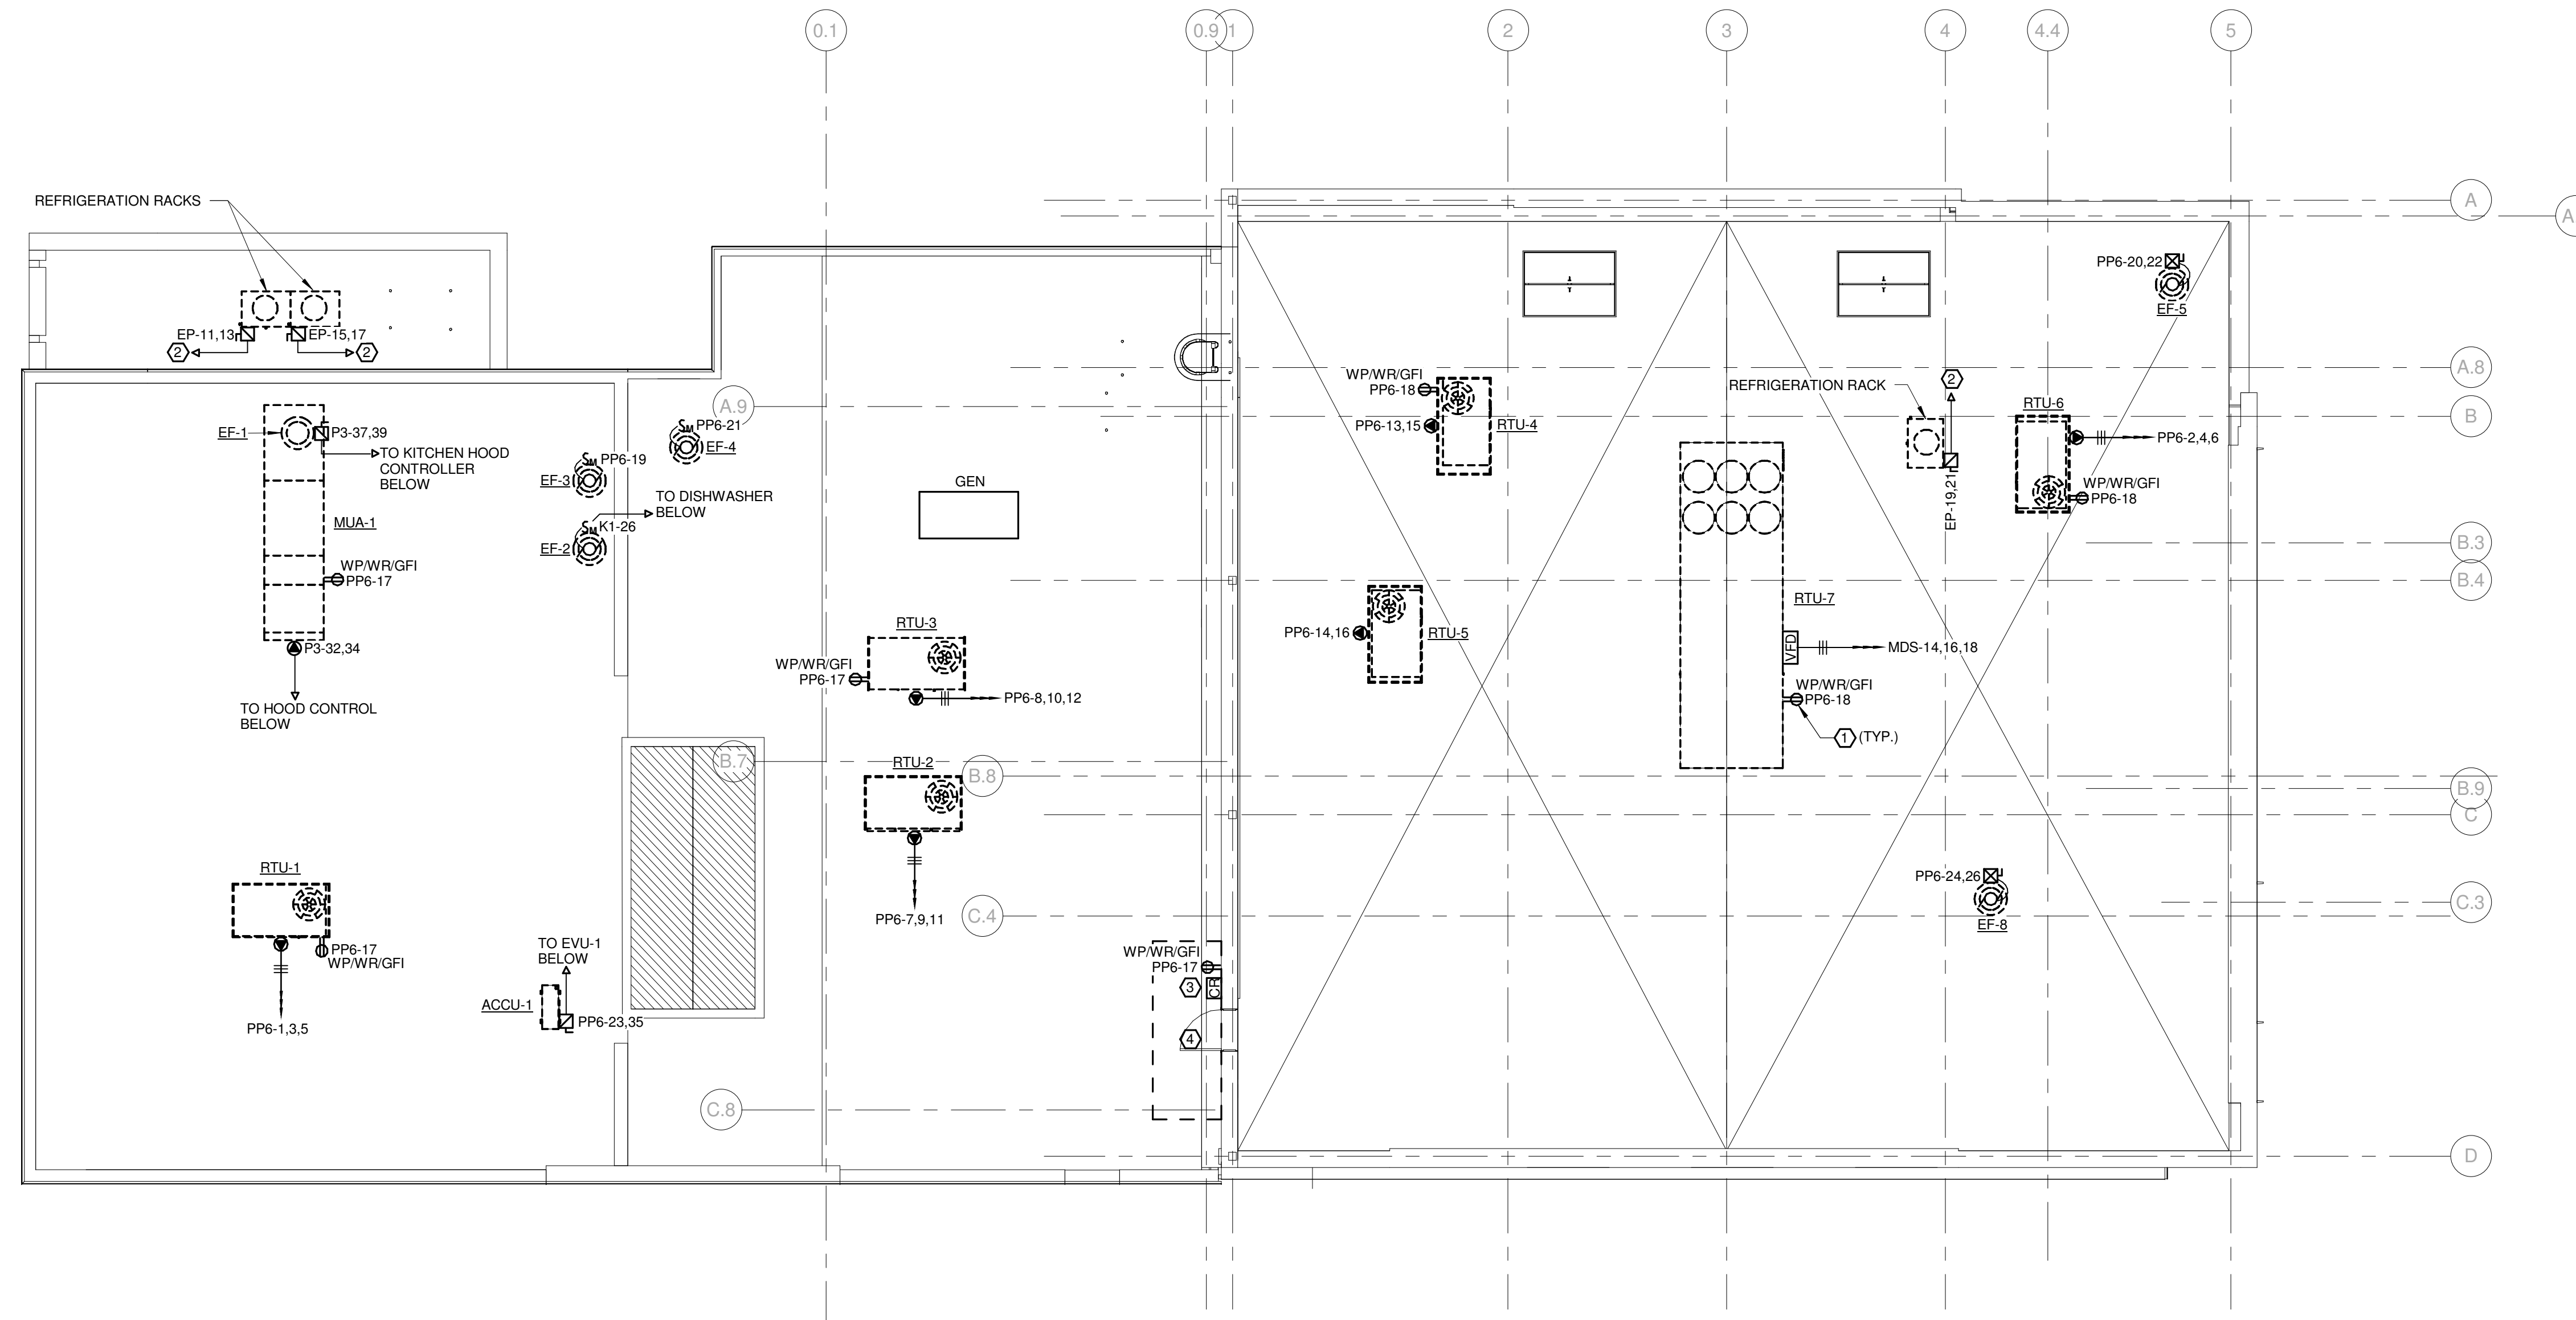 0.1
0.9
1
2
3
4
4.4
5
REFRIGERATION RACKS
A
A
EP-11,13
EP-15,17
2
2
PP6-20,22
EF-5
A.8
A.9
B
EF-1
P3-37,39
TO KITCHEN HOOD
CONTROLLER
BELOW
MUA-1
WP/WR/GFI
PP6-17
P3-32,34
TO HOOD CONTROL
BELOW
SM PP6-21
EF-4
SM PP6-19
EF-3
TO DISHWASHER
BELOW
SM K1-26
EF-2
GEN
WP/WR/GFI
PP6-18
PP6-13,15
RTU-4
REFRIGERATION RACK
2
EP-19,21
RTU-6
PP6-2,4,6
WP/WR/GFI
PP6-18
B.3
B.4
RTU-3
WP/WR/GFI
PP6-17
PP6-8,10,12
PP6-14,16
RTU-5
RTU-7
VFD
MDS-14,16,18
WP/WR/GFI
PP6-18
1 (TYP.)
B.7
B.8
B.9
C
RTU-2
PP6-7,9,11
RTU-1
PP6-17
WP/WR/GFI
PP6-1,3,5
TO EVU-1
BELOW
ACCU-1
PP6-23,35
C.4
WP/WR/GFI
PP6-17
3
CR
4
PP6-24,26
EF-8
C.3
C.8
D